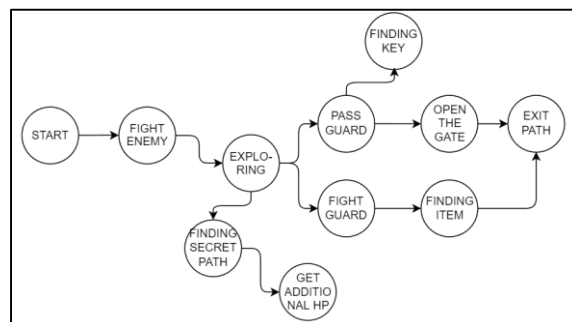 FINDING
KEY
START
FIGHT
ENEMY
EXPLO-
RING
PASS
GUARD
OPEN
THE
GATE
EXIT
PATH
FIGHT
GUARD
FINDING
ITEM
FINDING
SECRET
PATH
GET
ADDITIO
NAL HP